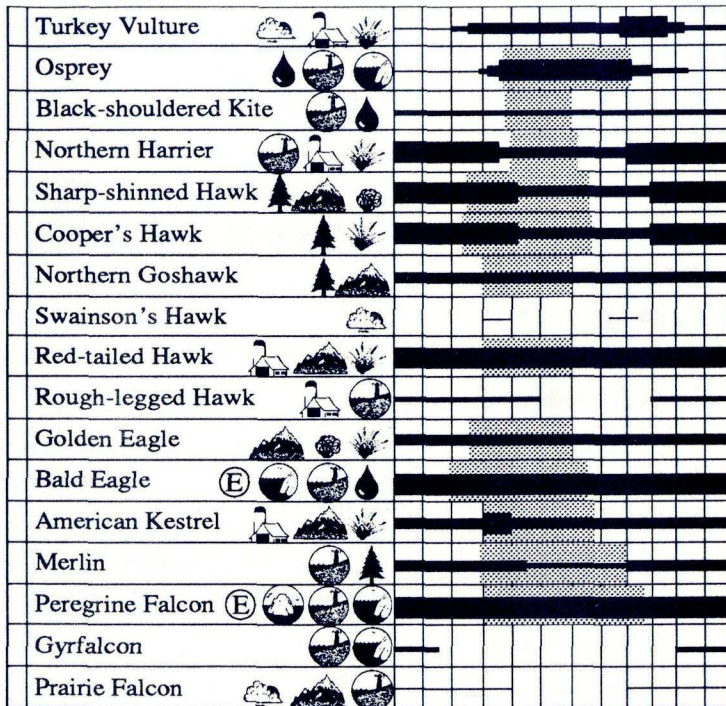 Turkey Vulture
Osprey
Black-shouldered Kite
Northern Harrier
Sharp-shinned Hawk
Cooper's Hawk
Northern Goshawk
Swainson's Hawk
Red-tailed Hawk
Rough-legged Hawk
Golden Eagle
Bald Eagle E
American Kestrel
Merlin
Peregrine Falcon E
Gyrfalcon
Prairie Falcon